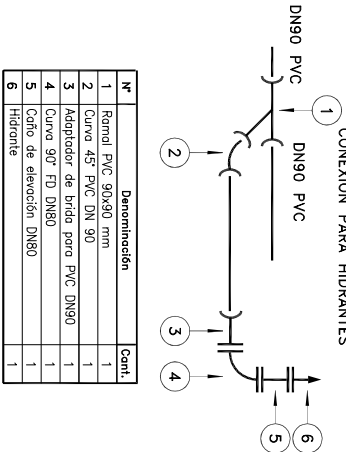 CONEXIÓN PARA HIDRANTES
DN90 PVC
DN90 PVC
1
2
3
4
5
6
N° Denominación Cant.
1 Ramal PVC 90x90 mm 1
2 Curva 45° PVC DN 90 1
3 Adaptador de brida para PVC DN90 1
4 Curva 90° FD DN80 1
5 Caño de elevación DN80 1
6 Hidrante 1